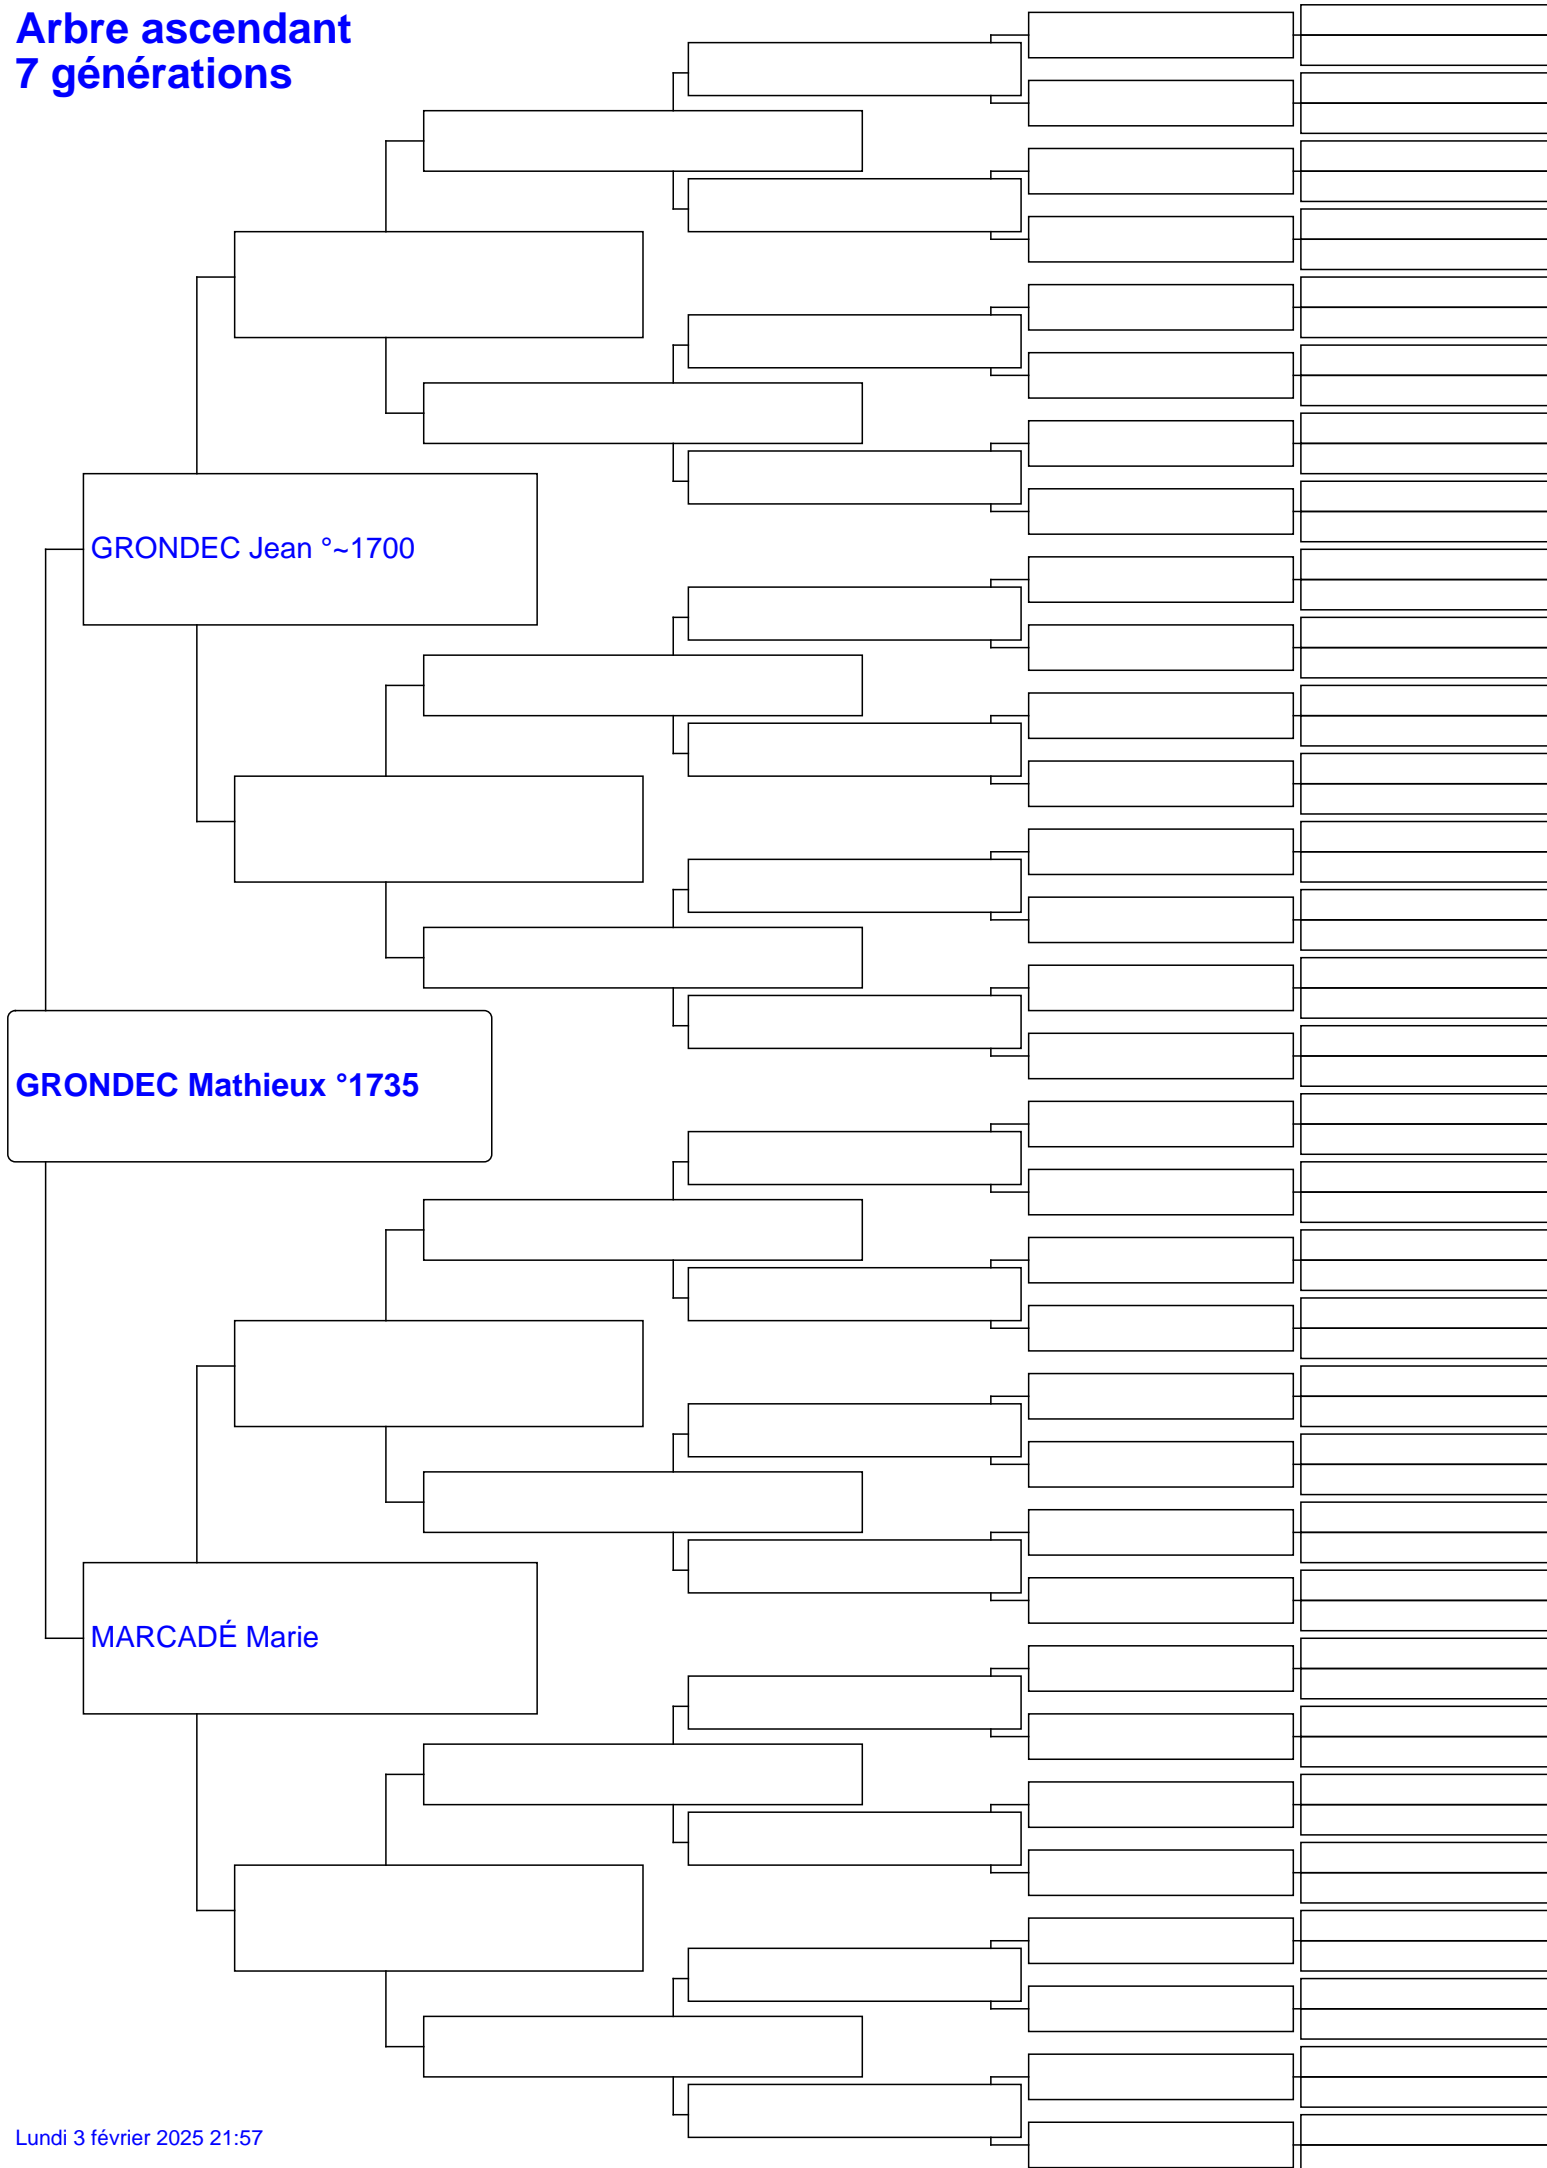 Arbre ascendant
7 générations
GRONDEC Jean °~1700
GRONDEC Mathieux °1735
MARCADÉ Marie
Lundi 3 février 2025 21:57